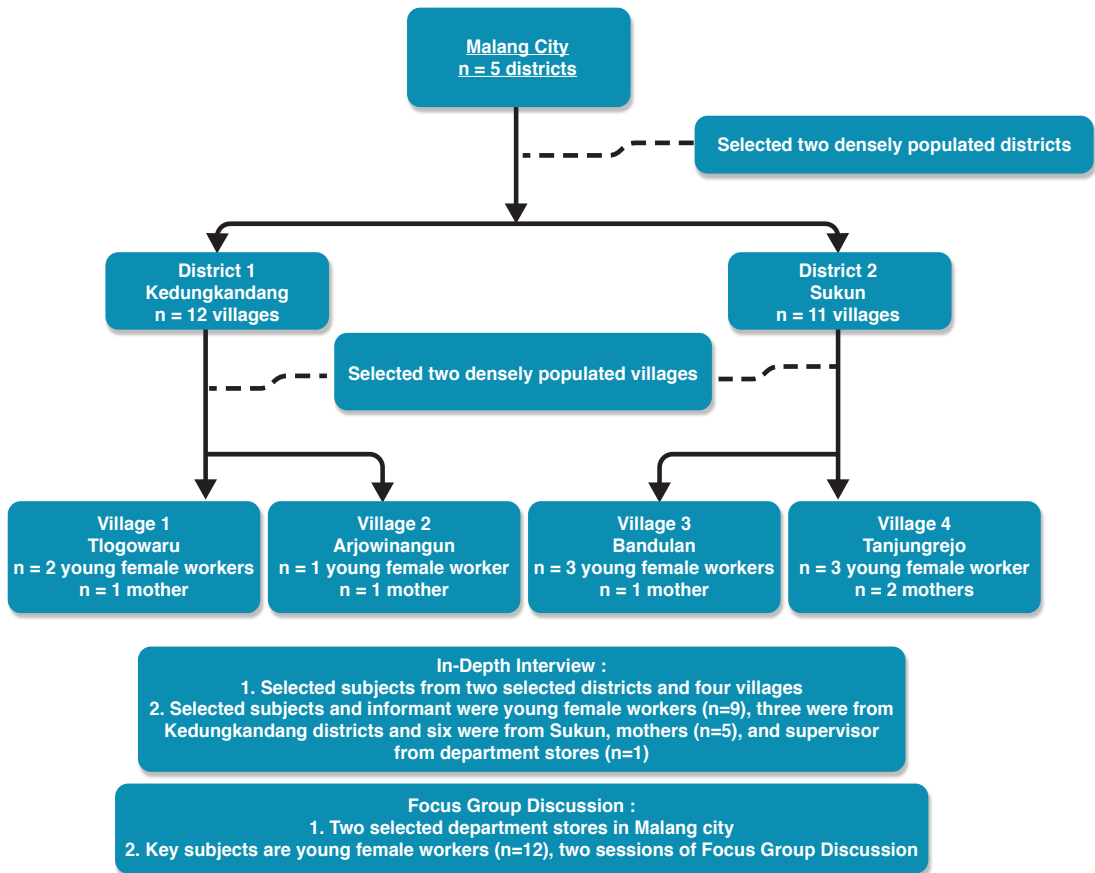 Malang City
n = 5 districts
Selected two densely populated districts
District 1
Kedungkandang
n = 12 villages
District 2
Sukun
n = 11 villages
Selected two densely populated villages
Village 1
Tlogowaru
n = 2 young female workers
n = 1 mother
Village 2
Arjowinangun
n = 1 young female worker
n = 1 mother
Village 3
Bandulan
n = 3 young female workers
n = 1 mother
Village 4
Tanjungrejo
n = 3 young female worker
n = 2 mothers
In-Depth Interview :
1. Selected subjects from two selected districts and four villages
2. Selected subjects and informant were young female workers (n=9), three were from
Kedungkandang districts and six were from Sukun, mothers (n=5), and supervisor
from department stores (n=1)
Focus Group Discussion :
1. Two selected department stores in Malang city
2. Key subjects are young female workers (n=12), two sessions of Focus Group Discussion